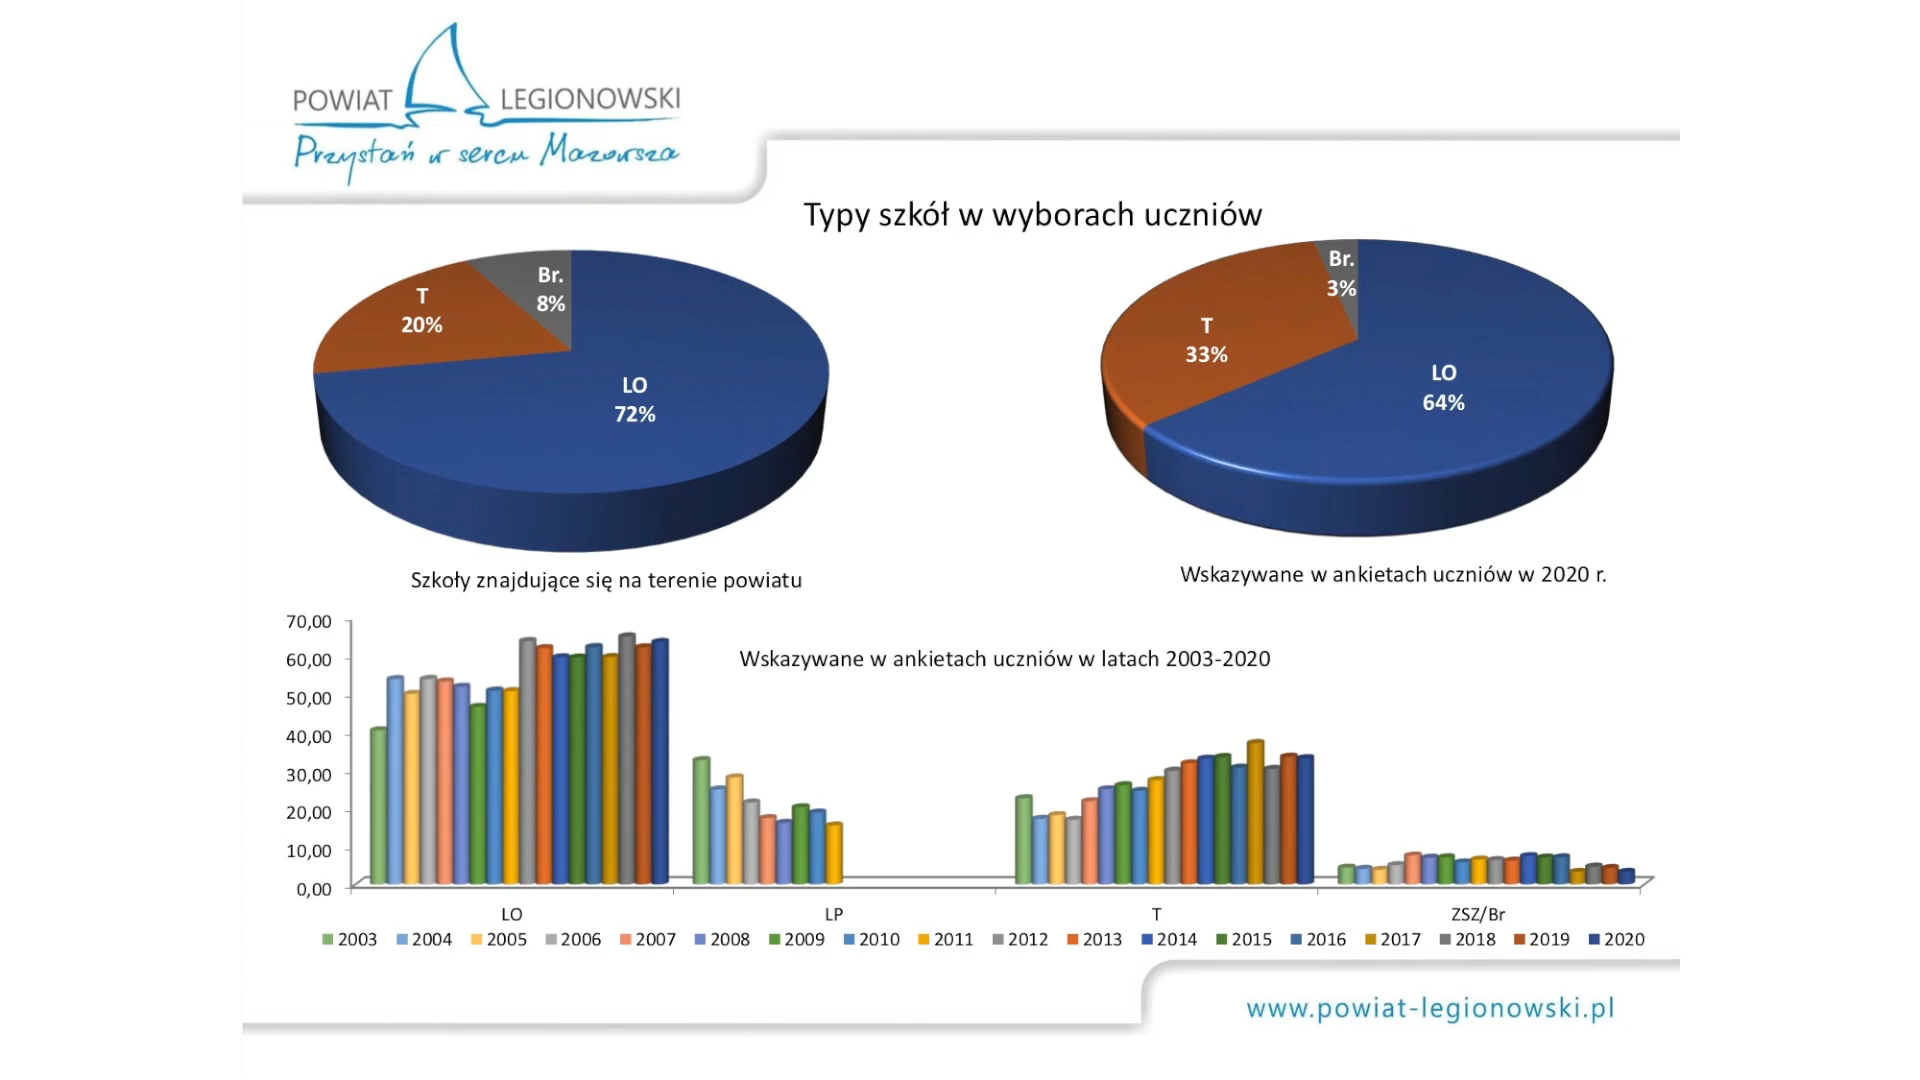 POWIAT LEGIONOWSKI
Przystań w sercu Mazowsza
Typy szkół w wyborach uczniów
Br.
8%
T
20%
LO
72%
Br.
3%
T
33%
LO
64%
Szkoły znajdujące się na terenie powiatu
Wskazywane w ankietach uczniów w 2020 r.
Wskazywane w ankietach uczniów w latach 2003-2020
70,00
60,00
50,00
40,00
30,00
20,00
10,00
0,00
LO LP T ZSZ/Br
2003 2004 2005 2006 2007 2008 2009 2010 2011 2012 2013 2014 2015 2016 2017 2018 2019 2020
www.powiat-legionowski.pl